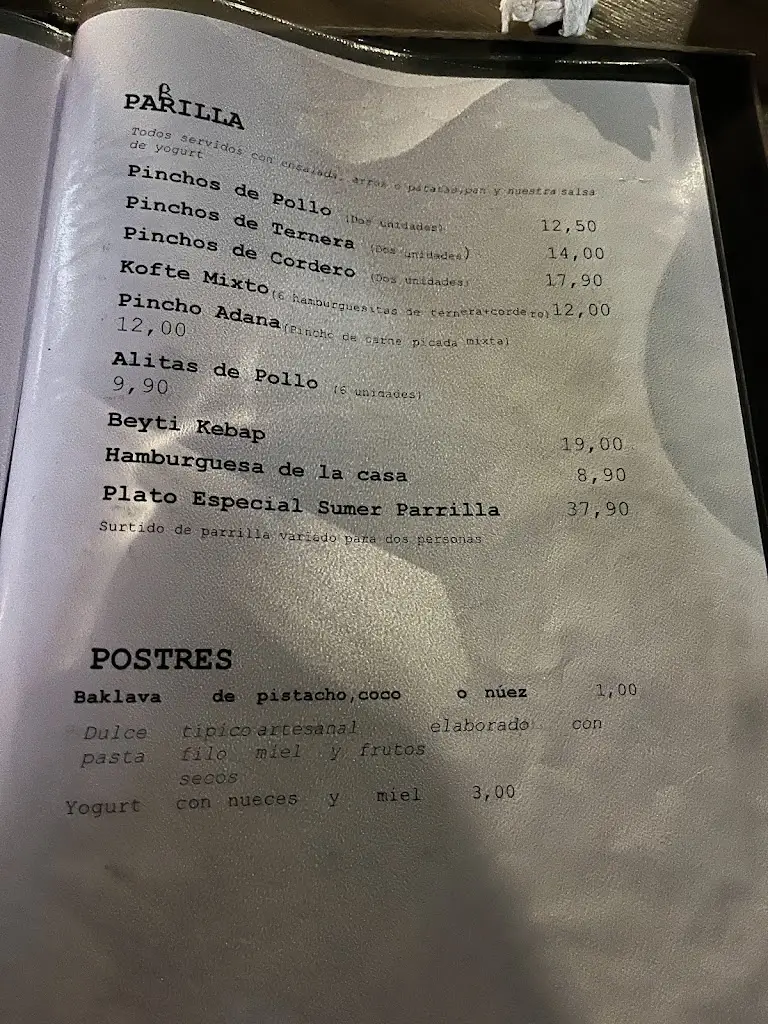 PARILLA
R
Todos servidos con ensalada, arroz o patatas,pan y nuestra salsa
de yogurt
Pinchos de Pollo (Dos unidades) 12,50
Pinchos de Ternera (Dos unidades) 14,00
Pinchos de Cordero (Dos unidades) 17,90
Kofte Mixto(6 hamburguesitas de ternera+cordero) 12,00
Pincho Adana(Pincho de carne picada mixta)
12,00
Alitas de Pollo (6 unidades)
9,90
Beyti Kebap 19,00
Hamburguesa de la casa 8,90
Plato Especial Sumer Parrilla 37,90
Surtido de parrilla variado para dos personas
POSTRES
Baklava de pistacho,coco o núez 1,00
Dulce tipico artesanal elaborado con
pasta filo miel y frutos
secos
Yogurt con nueces y miel 3,00